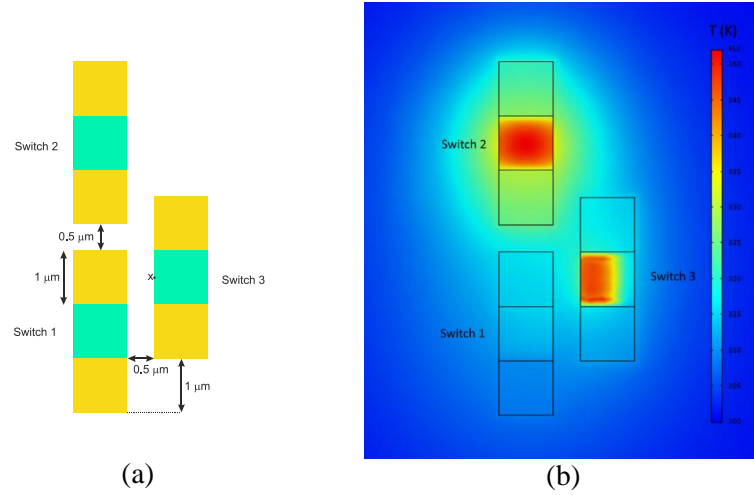 Switch 2
0.5 μm
1 μm
x
Switch 3
Switch 1
0.5 μm
1 μm
(a)
T (K)
Switch 2
Switch 3
Switch 1
(b)